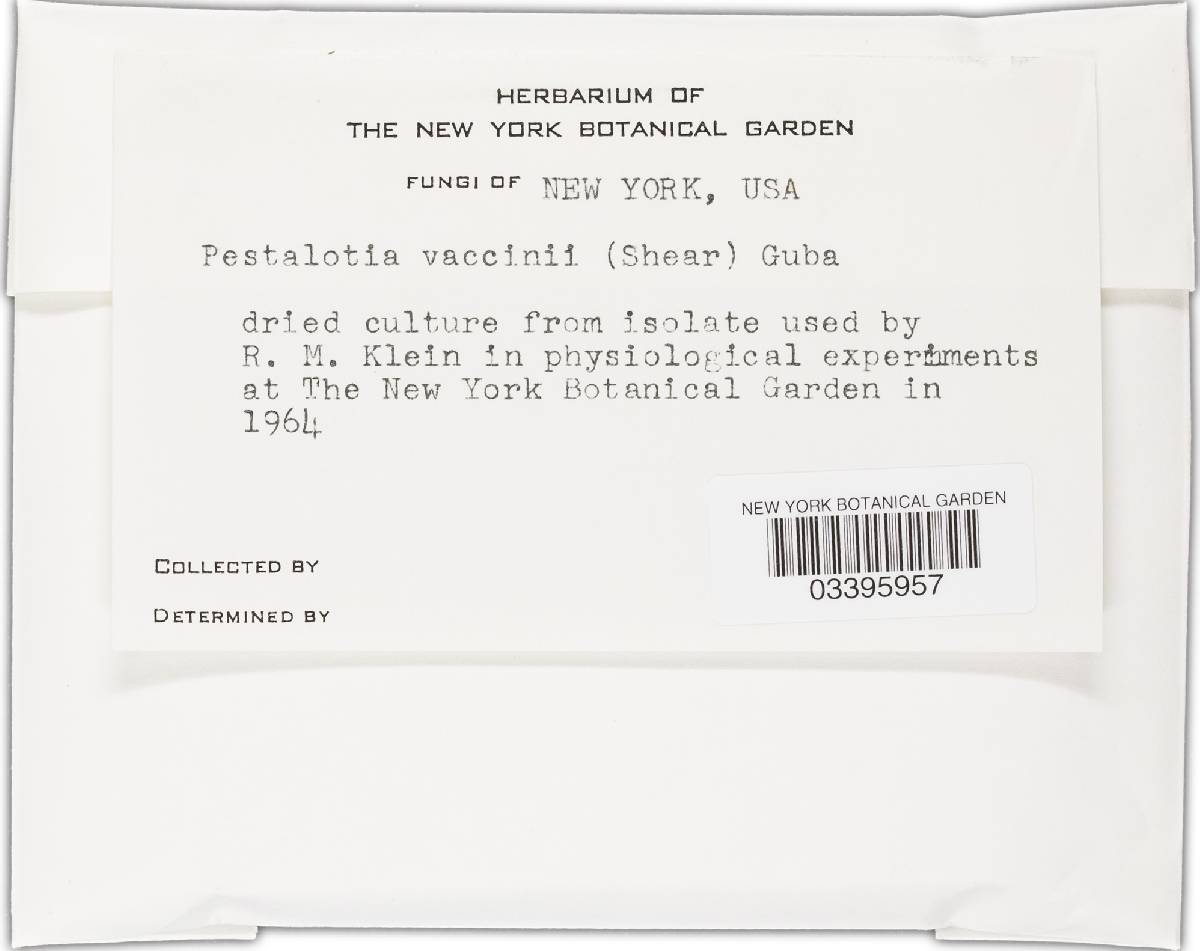 HERBARIUM OF
THE NEW YORK BOTANICAL GARDEN
FUNGI OF NEW YORK, USA
Pestalotia vaccinii (Shear) Guba
dried culture from isolate used by
R. M. Klein in physiological experiments
at The New York Botanical Garden in
1964
NEW YORK BOTANICAL GARDEN
03395957
COLLECTED BY
DETERMINED BY